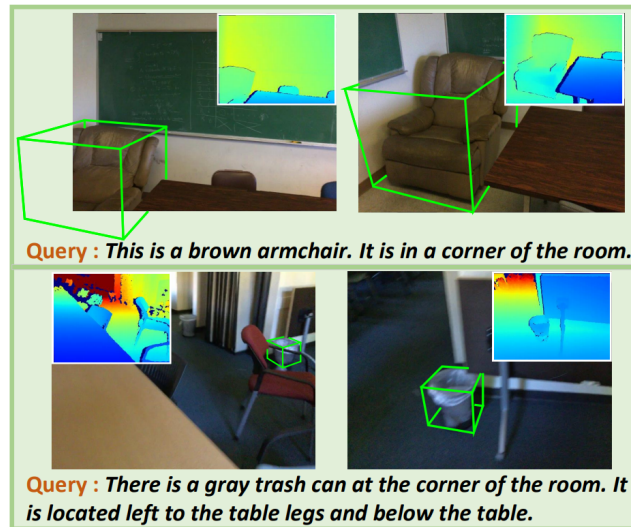 Query : This is a brown armchair. It is in a corner of the room.
Query : There is a gray trash can at the corner of the room. It
is located left to the table legs and below the table.